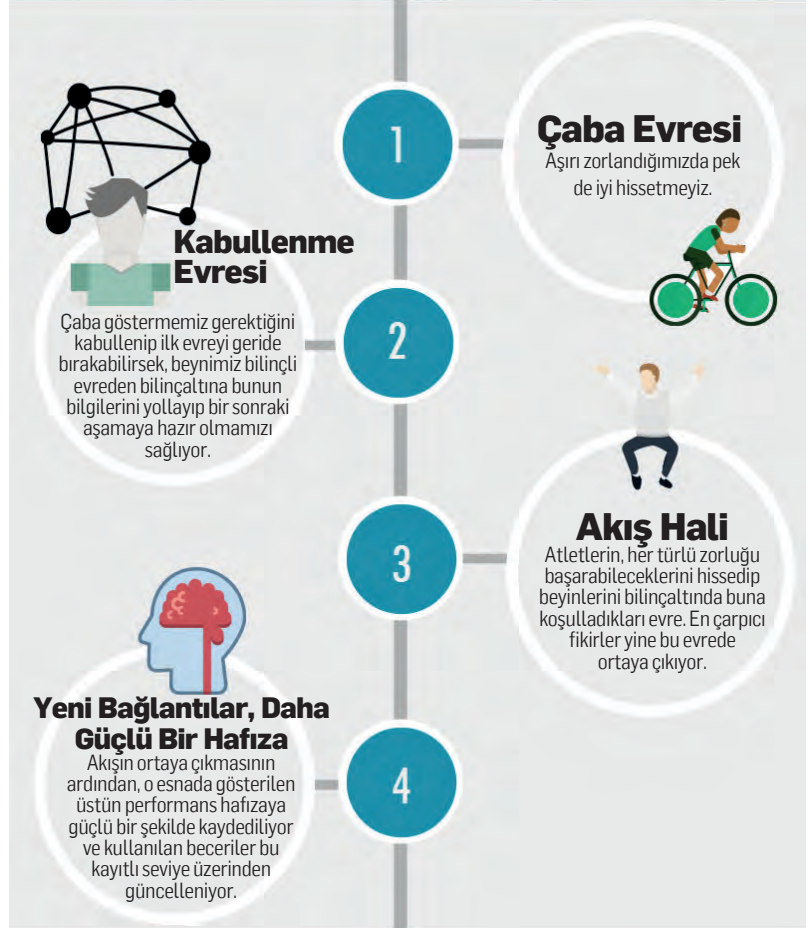 1
Çaba Evresi
Aşırı zorlandığımızda pek
de iyi hissetmeyiz.
2
Kabullenme
Evresi
Çaba göstermemiz gerektiğini
kabullenip ilk evreyi geride
bırakabilirsek, beynimiz bilinçli
evreden bilinçaltına bunun
bilgilerini yollayıp bir sonraki
aşamaya hazır olmamızı
sağlıyor.
3
Akış Hali
Atletlerin, her türlü zorluğu
başarabileceklerini hissedip
beyinlerini bilinçaltında buna
koşulladıkları evre. En çarpıcı
fikirler yine bu evrede
ortaya çıkıyor.
4
Yeni Bağlantılar, Daha
Güçlü Bir Hafıza
Akışın ortaya çıkmasının
ardından, o esnada gösterilen
üstün performans hafızaya
güçlü bir şekilde kaydediliyor
ve kullanılan beceriler bu
kayıtlı seviye üzerinden
güncelleniyor.